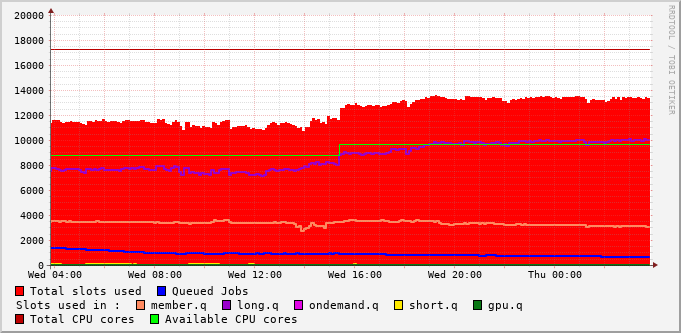 RRDTOOL / TOBI OETIKER
20000
18000
16000
14000
12000
10000
8000
6000
4000
2000
0
Wed 04:00 Wed 08:00 Wed 12:00 Wed 16:00 Wed 20:00 Thu 00:00
Total slots used Queued Jobs
Slots used in : member.q long.q ondemand.q short.q gpu.q
Total CPU cores Available CPU cores